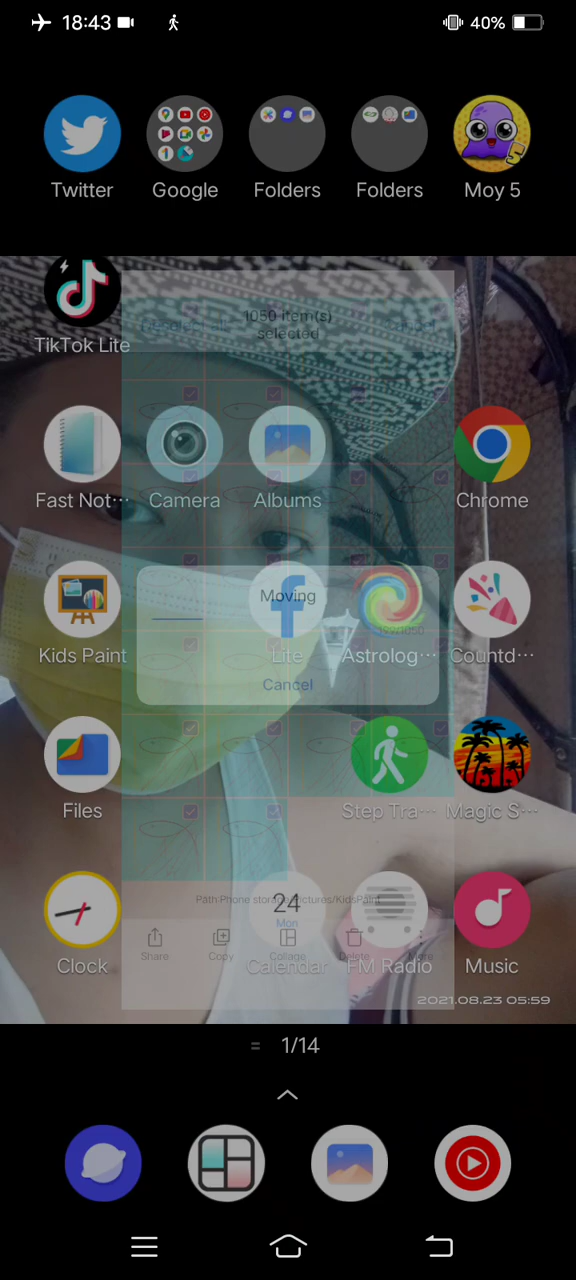 18:43
40%
Twitter
Google
Folders
Folders
Moy 5
5
TikTok Lite
1050 item(s)
selected
Cancel
Fast Not···
Camera
Albums
Chrome
Moving
Kids Paint
Lite
Astrolog···
Countd···
Cancel
Files
Step Tra···
Magic S···
Path:Phone storage/Pictures/KidsPaint
24
Mon
Share
Copy
Collage
Delete
More
Clock
Calendar
FM Radio
Music
2021.08.23 05:59
1/14